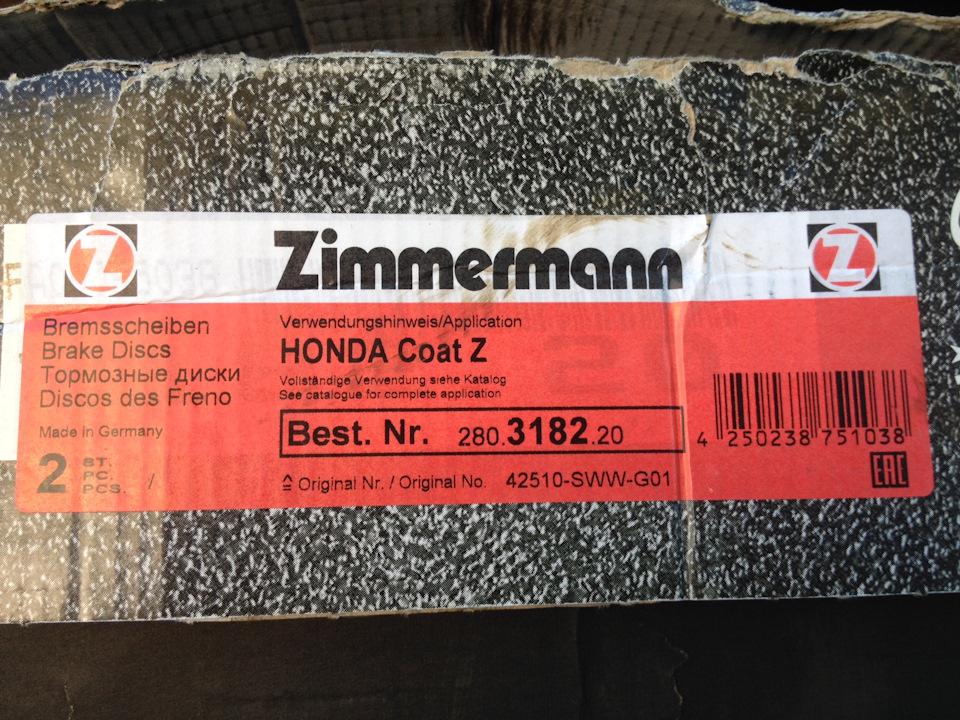 Z Zimmermann Z
Bremsscheiben
Brake Discs
Тормозные диски
Discos des Freno
Made in Germany
2 ST.
PC.
PCS. /
Verwendungshinweis/Application
HONDA Coat Z
Vollständige Verwendung siehe Katalog
See catalogue for complete application
Best. Nr. 280.3182.20
≙ Original Nr. / Original No. 42510-SWW-G01
4 250238 751038
EAC